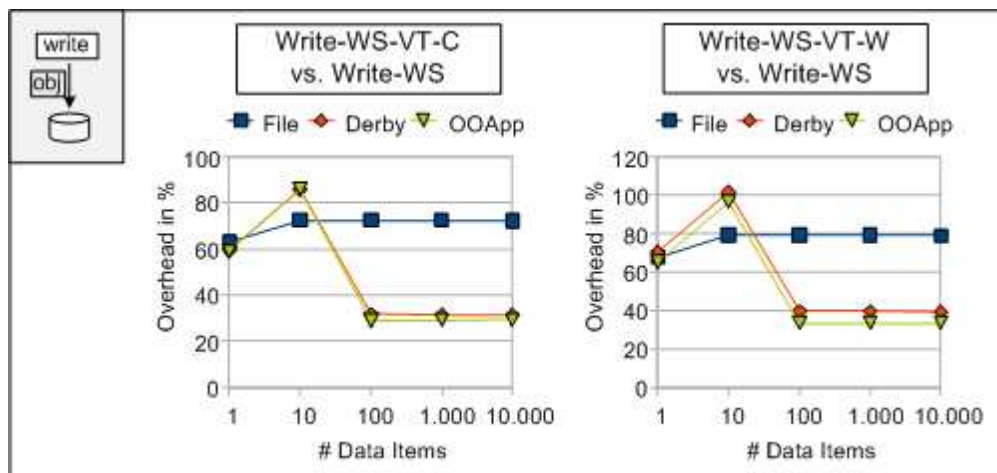 write
obj
Write-WS-VT-C
vs. Write-WS
File Derby OOApp
Overhead in %
100
80
60
40
20
0
1 10 100 1.000 10.000
# Data Items
Write-WS-VT-W
vs. Write-WS
File Derby OOApp
Overhead in %
120
100
80
60
40
20
0
1 10 100 1.000 10.000
# Data Items